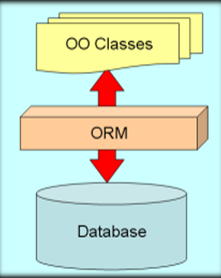 OO Classes
ORM
Database